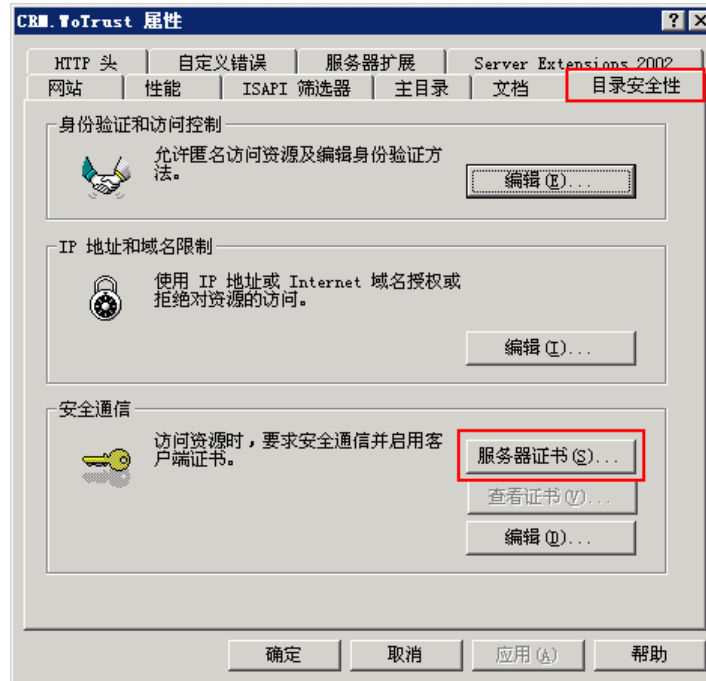 CRM.ToTrust 属性
HTTP 头
自定义错误
服务器扩展
Server Extensions 2002
网站
性能
ISAPI 筛选器
主目录
文档
目录安全性
身份验证和访问控制
允许匿名访问资源及编辑身份验证方
法。
编辑(E)...
IP 地址和域名限制
使用 IP 地址或 Internet 域名授权或
拒绝对资源的访问。
编辑(I)...
安全通信
访问资源时，要求安全通信并启用客
户端证书。
服务器证书(S)...
查看证书(V)...
编辑(D)...
确定
取消
应用(A)
帮助